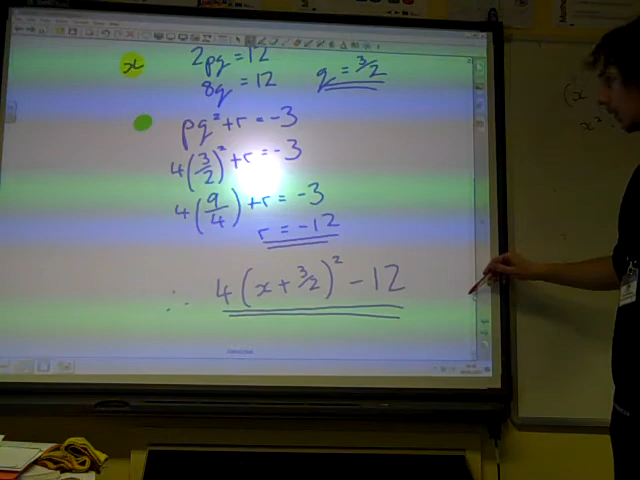 x 2pq = 12
8q = 12 q = 3/2
pq² + r = -3
4(3/2)² + r = -3
4(9/4) + r = -3
r = -12
∴ 4(x + 3/2)² - 12
(x
x²